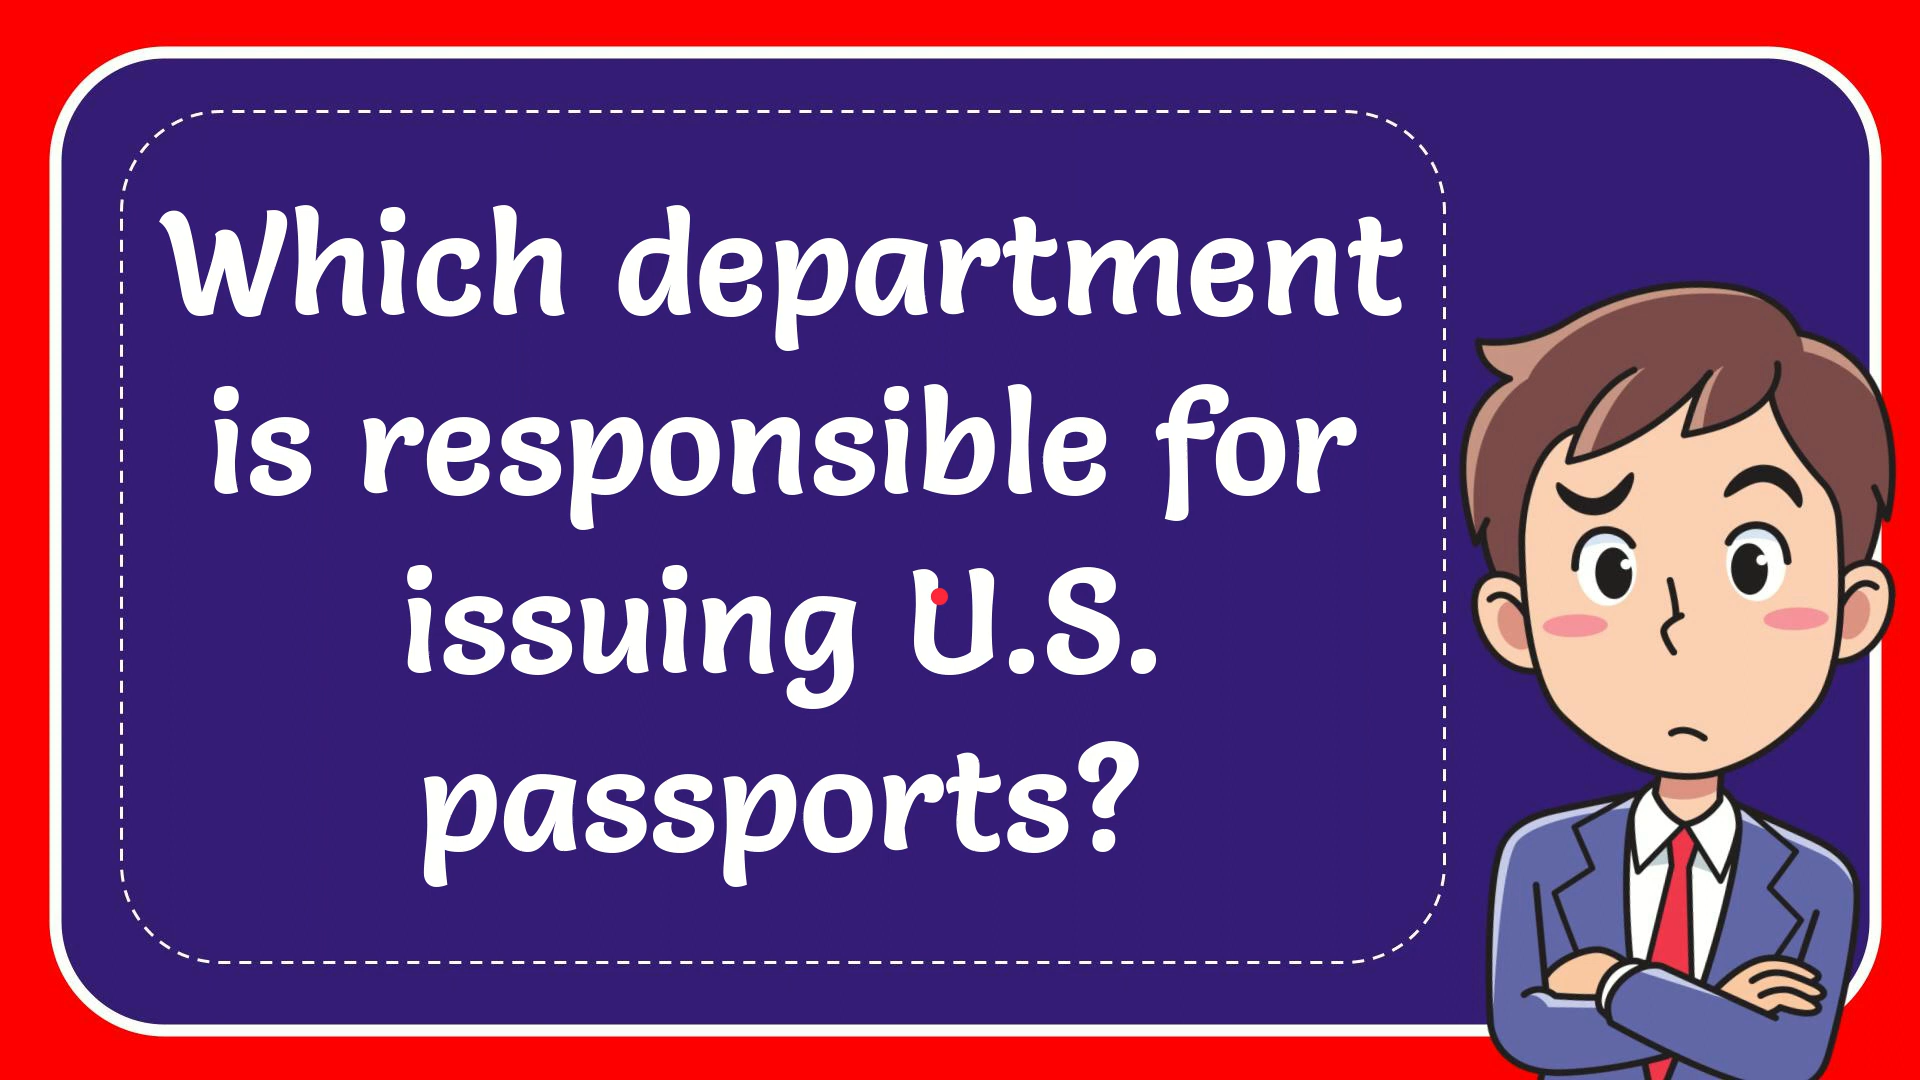 Which department
is responsible for
issuing U.S.
passports?